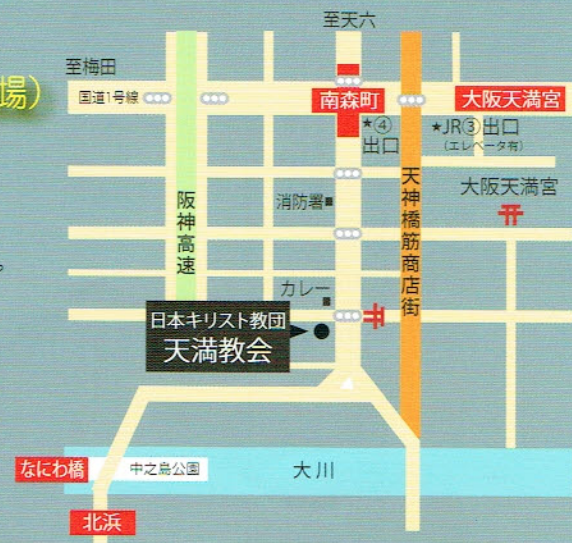 至天六
至梅田
場）
国道1号線
南森町
大阪天満宮
★④
出口
★JR③出口
（エレベータ有）
大阪天満宮
天神橋筋商店街
阪神高速
消防署■
。
カレー
日本キリスト教団
天満教会
なにわ橋
中之島公園
大川
北浜